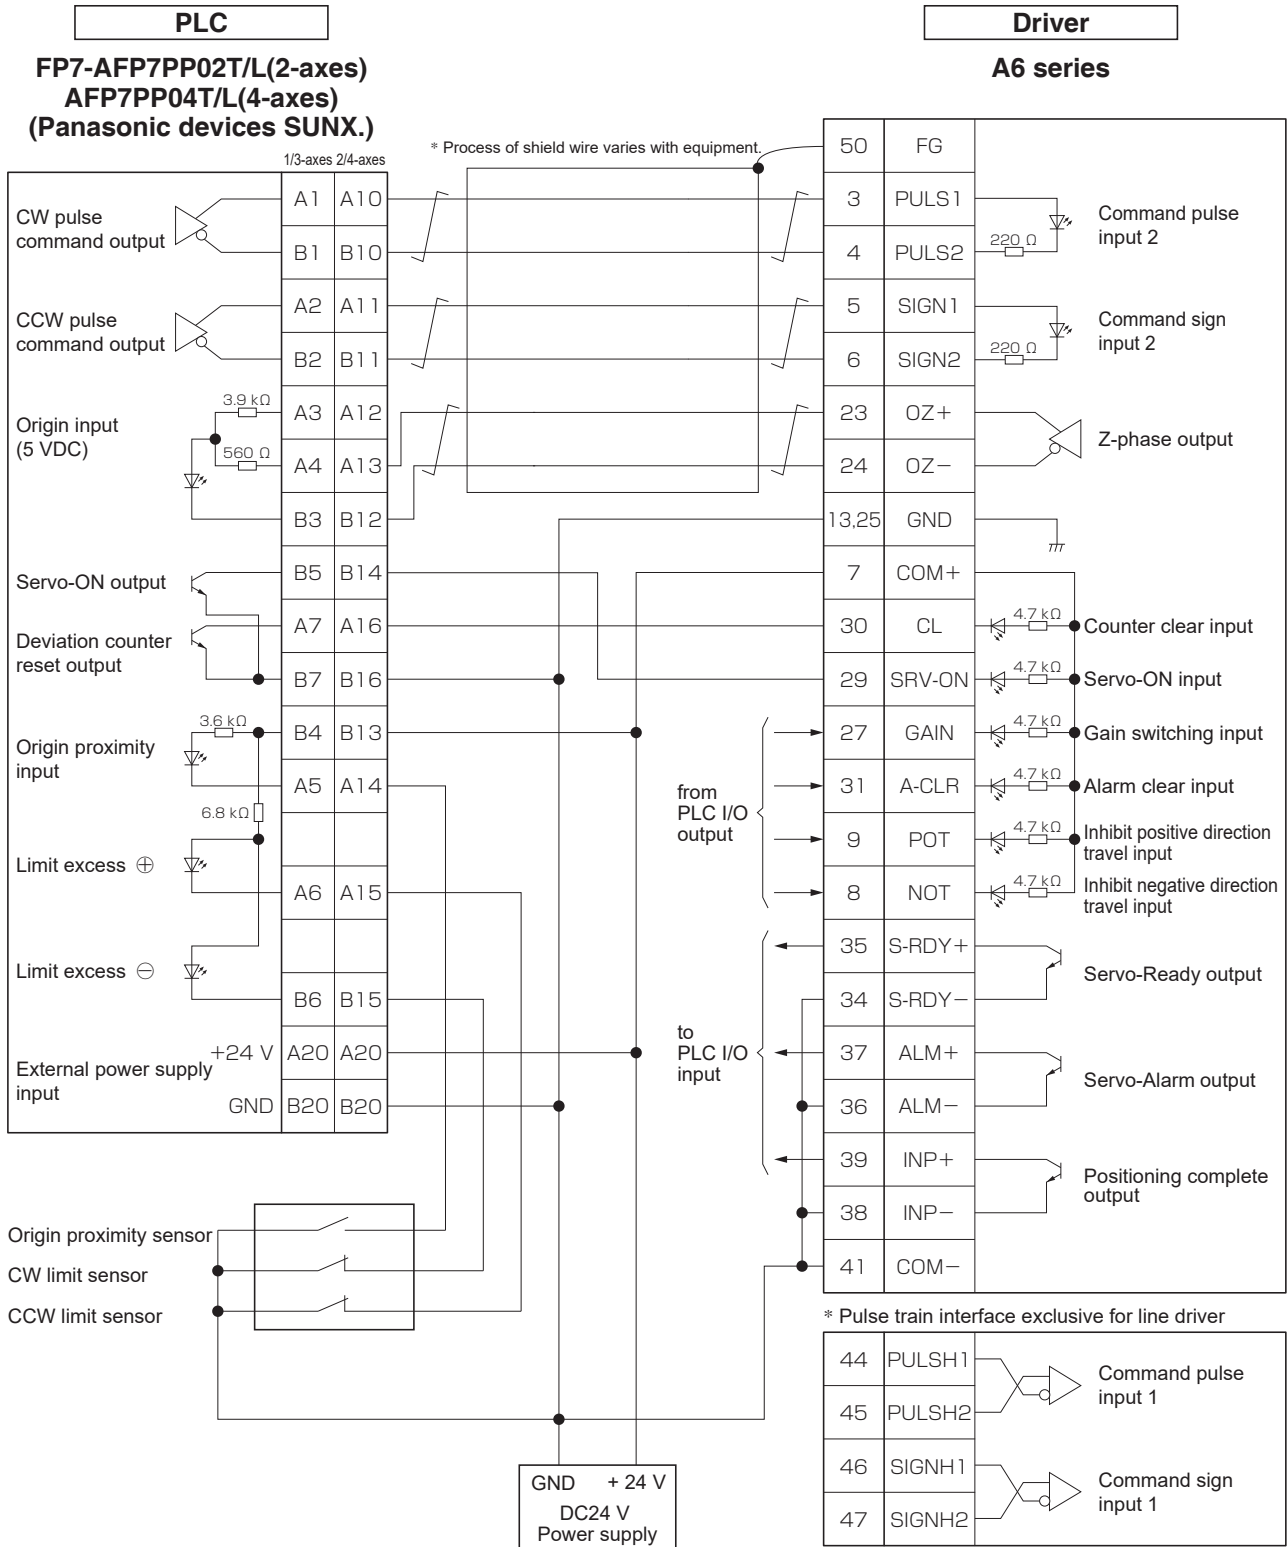 PLC
Driver
FP7-AFP7PP02T/L(2-axes)
AFP7PP04T/L(4-axes)
(Panasonic devices SUNX.)
A6 series
1/3-axes 2/4-axes
* Process of shield wire varies with equipment.
50 FG
CW pulse
command output
A1 A10
3 PULS1
Command pulse
input 2
B1 B10
4 PULS2
220 Ω
CCW pulse
command output
A2 A11
5 SIGN1
Command sign
input 2
B2 B11
6 SIGN2
220 Ω
Origin input
(5 VDC)
3.9 kΩ
A3 A12
23 OZ+
Z-phase output
560 Ω
A4 A13
24 OZ−
B3 B12
13,25 GND
Servo-ON output
B5 B14
7 COM+
Deviation counter
reset output
A7 A16
30 CL
4.7 kΩ
Counter clear input
B7 B16
29 SRV-ON
4.7 kΩ
Servo-ON input
Origin proximity
input
3.6 kΩ
B4 B13
27 GAIN
4.7 kΩ
Gain switching input
A5 A14
from
PLC I/O
output
31 A-CLR
4.7 kΩ
Alarm clear input
6.8 kΩ
9 POT
4.7 kΩ
Inhibit positive direction
travel input
Limit excess ⊕
A6 A15
8 NOT
4.7 kΩ
Inhibit negative direction
travel input
35 S-RDY+
Servo-Ready output
Limit excess ⊖
B6 B15
34 S-RDY−
to
PLC I/O
input
External power supply
input
+24 V A20 A20
37 ALM+
Servo-Alarm output
GND B20 B20
36 ALM−
39 INP+
Positioning complete
output
38 INP−
41 COM−
Origin proximity sensor
CW limit sensor
CCW limit sensor
* Pulse train interface exclusive for line driver
44 PULSH1
Command pulse
input 1
45 PULSH2
46 SIGNH1
Command sign
input 1
47 SIGNH2
GND + 24 V
DC24 V
Power supply